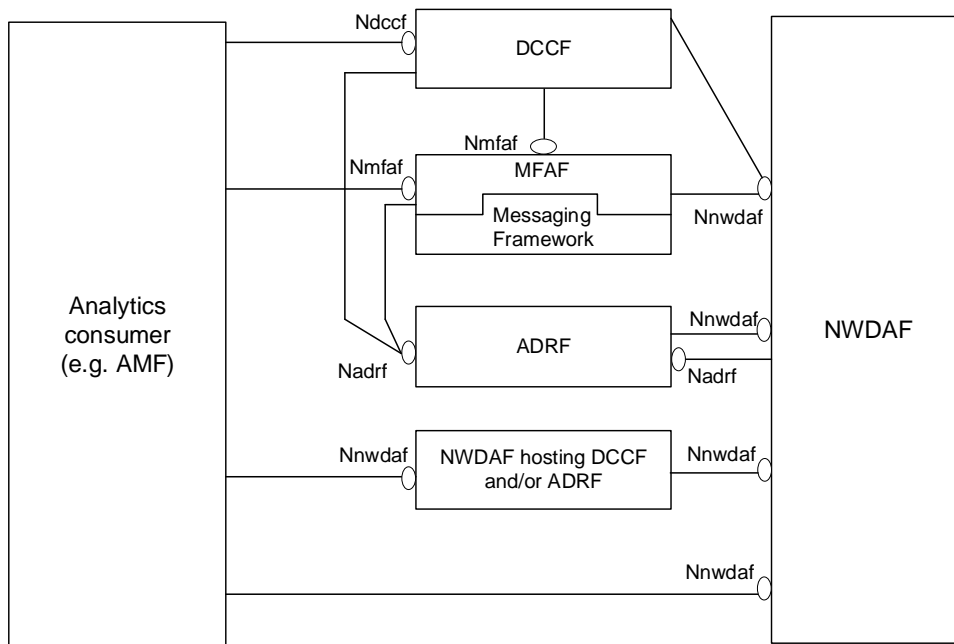 Ndccf
DCCF
Nmfaf
Nmfaf
MFAF
Nnwdaf
Messaging
Framework
Analytics
consumer
(e.g. AMF)
Nnwdaf
ADRF
NWDAF
Nadrf
Nadrf
Nnwdaf
NWDAF hosting DCCF
and/or ADRF
Nnwdaf
Nnwdaf